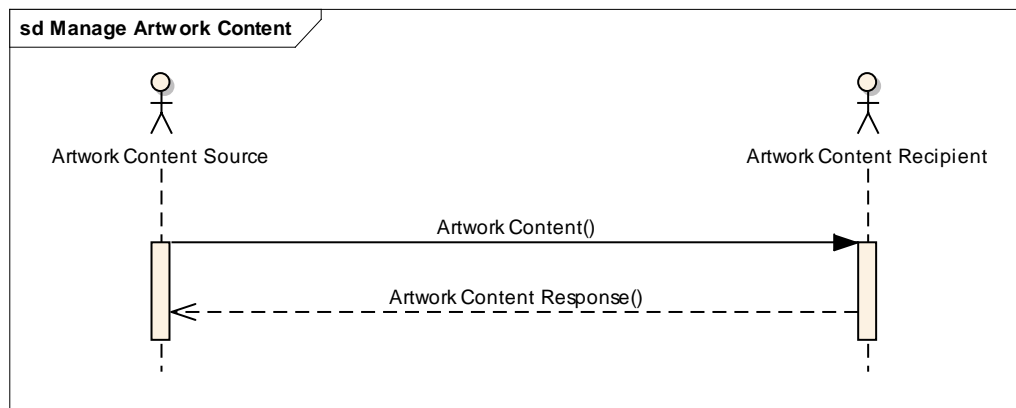 sd Manage Artwork Content
Artwork Content Source
Artwork Content Recipient
Artwork Content()
Artwork Content Response()